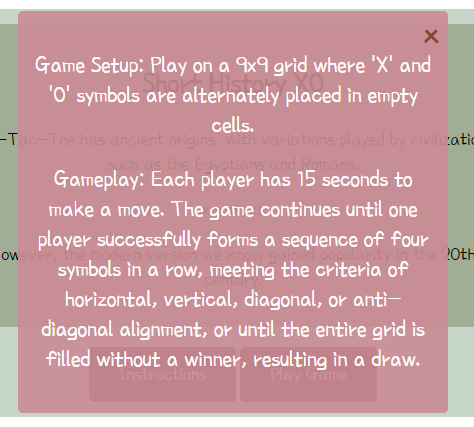 ×
Game Setup: Play on a 9x9 grid where 'X' and
'O' symbols are alternately placed in empty
cells.
Short History XO
-Tac-Toe has ancient origins, with variations played by civilizatio
such as the Egyptians and Romans.
Gameplay: Each player has 15 seconds to
make a move. The game continues until one
player successfully forms a sequence of four
symbols in a row, meeting the criteria of
horizontal, vertical, diagonal, or anti-
diagonal alignment, or until the entire grid is
filled without a winner, resulting in a draw.
owever, the modern version we know gained popularity in the 20th
century.
Instructions
Play Game